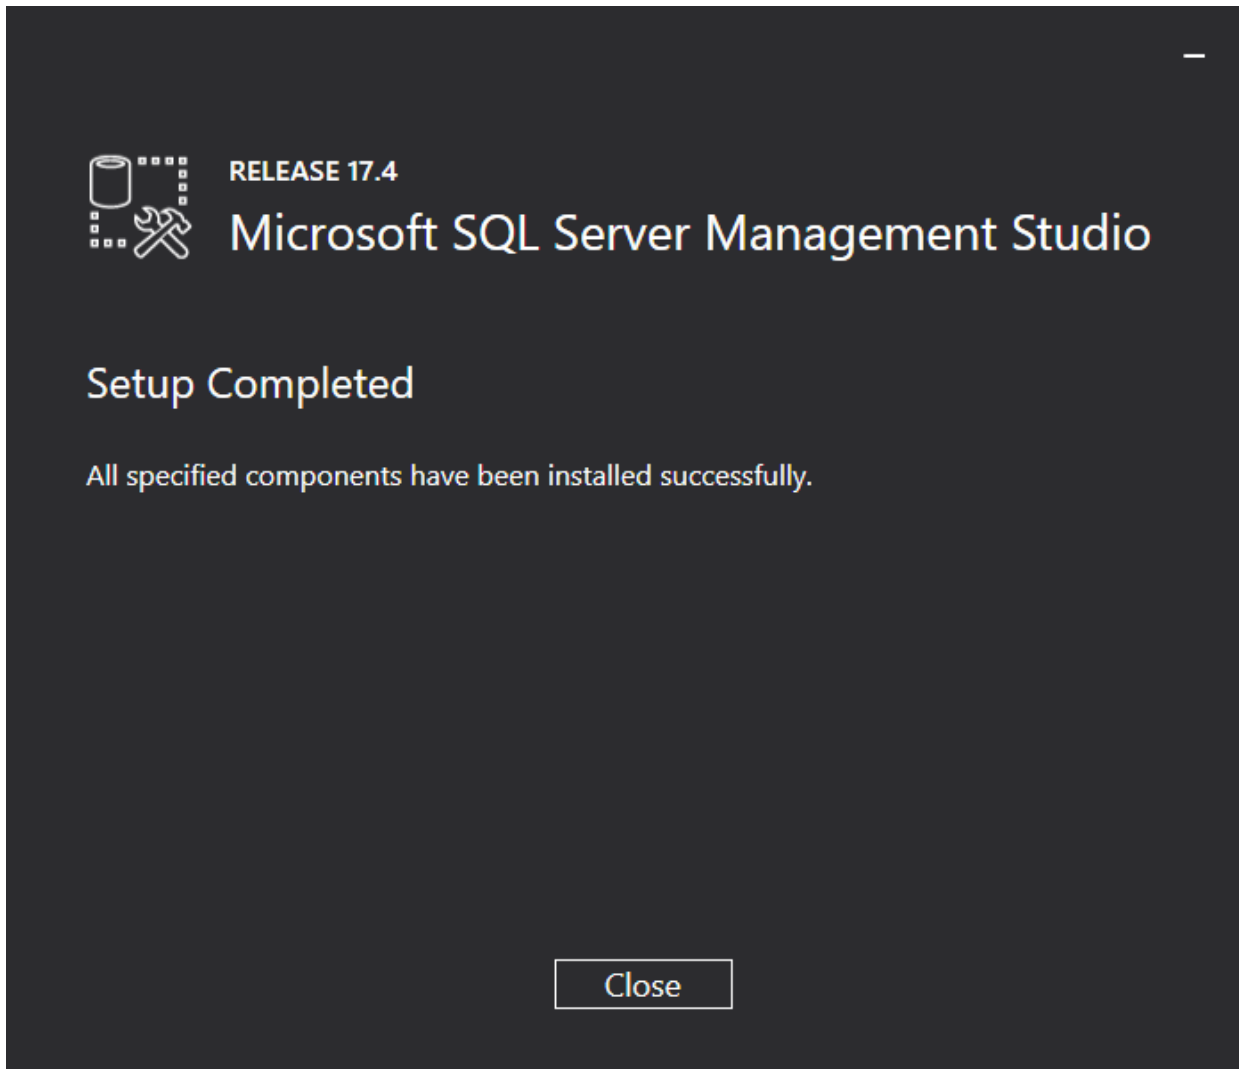 RELEASE 17.4
Microsoft SQL Server Management Studio
Setup Completed
All specified components have been installed successfully.
Close